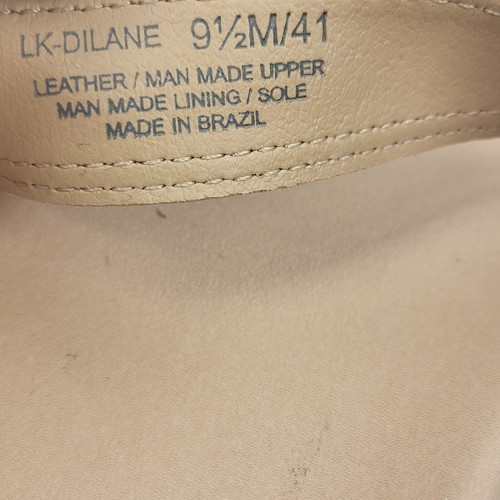 LK-DILANE 9½M/41
LEATHER / MAN MADE UPPER
MAN MADE LINING / SOLE
MADE IN BRAZIL